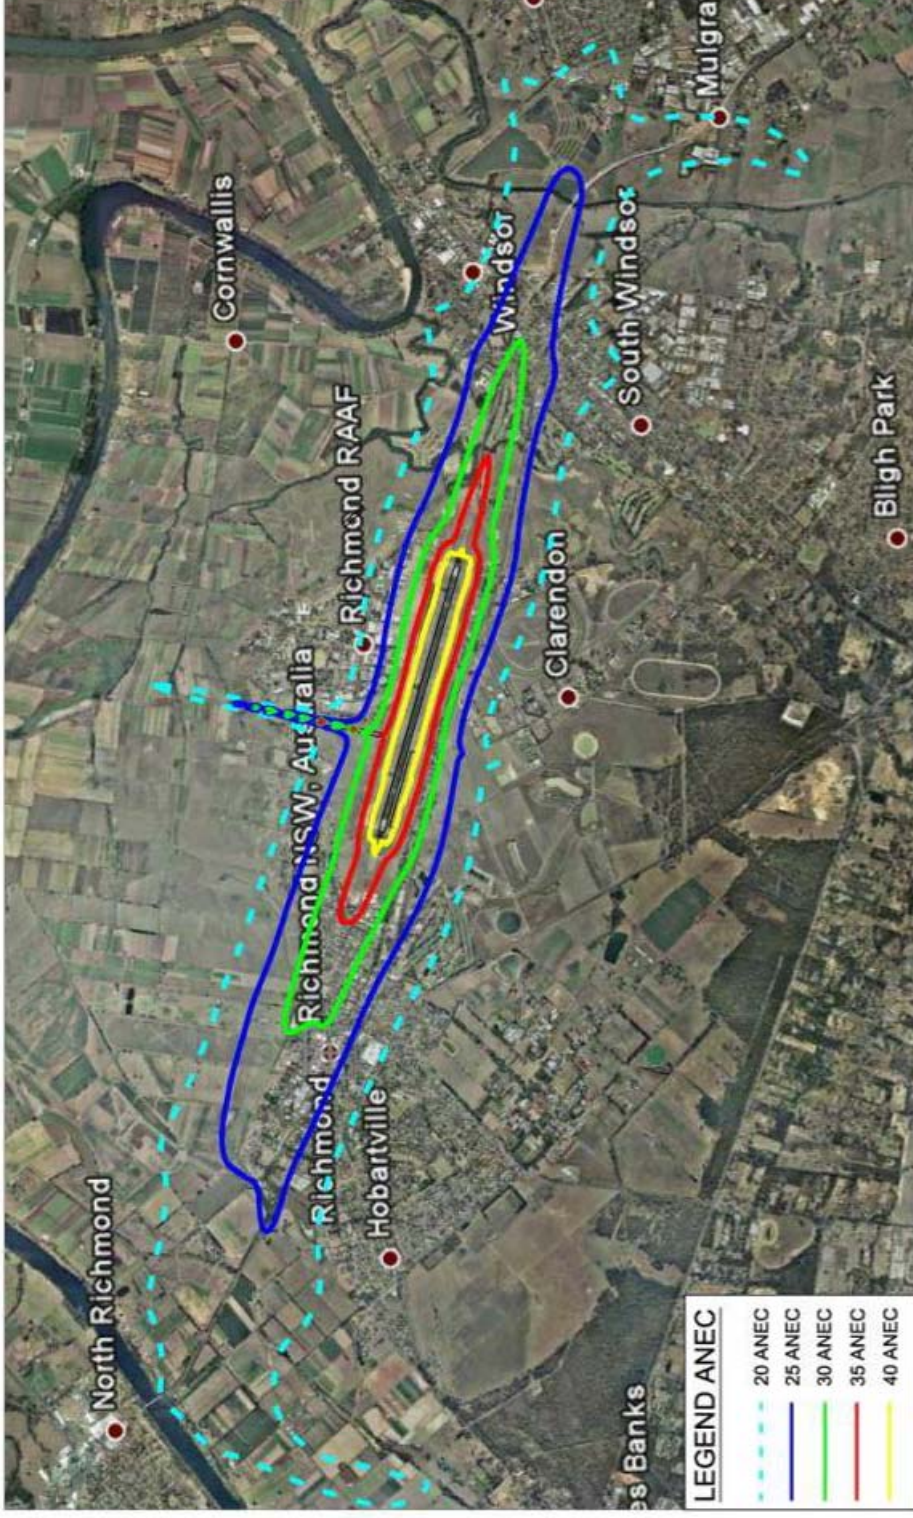 North Richmond
Hobartville
Richmond
Richmond NSW, Australia
Richmond RAAF
Cornwallis
Windsor
South Windsor
Mulgra
Clarendon
Bligh Park
es Banks
LEGEND ANEC
20 ANEC
25 ANEC
30 ANEC
35 ANEC
40 ANEC